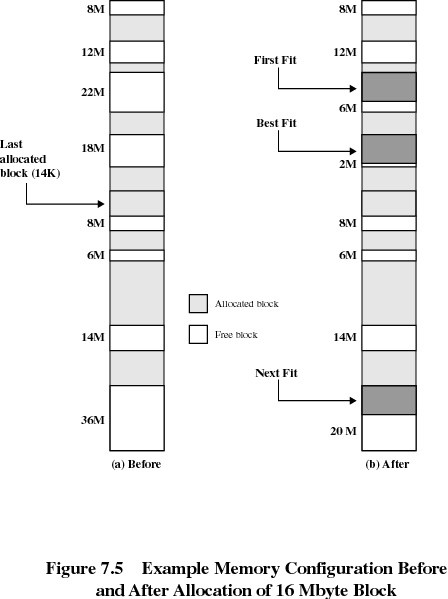 8M
12M
22M
Last
allocated
block (14K)
18M
8M
6M
14M
36M
(a) Before
Allocated block
Free block
8M
12M
First Fit
6M
Best Fit
2M
8M
6M
14M
Next Fit
20 M
(b) After
Figure 7.5 Example Memory Configuration Before
and After Allocation of 16 Mbyte Block